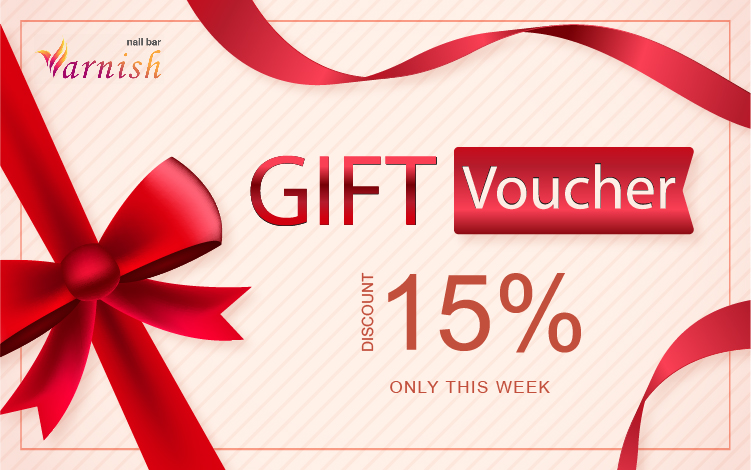 nail bar
Varnish
GIFT Voucher
DISCOUNT
15%
ONLY THIS WEEK